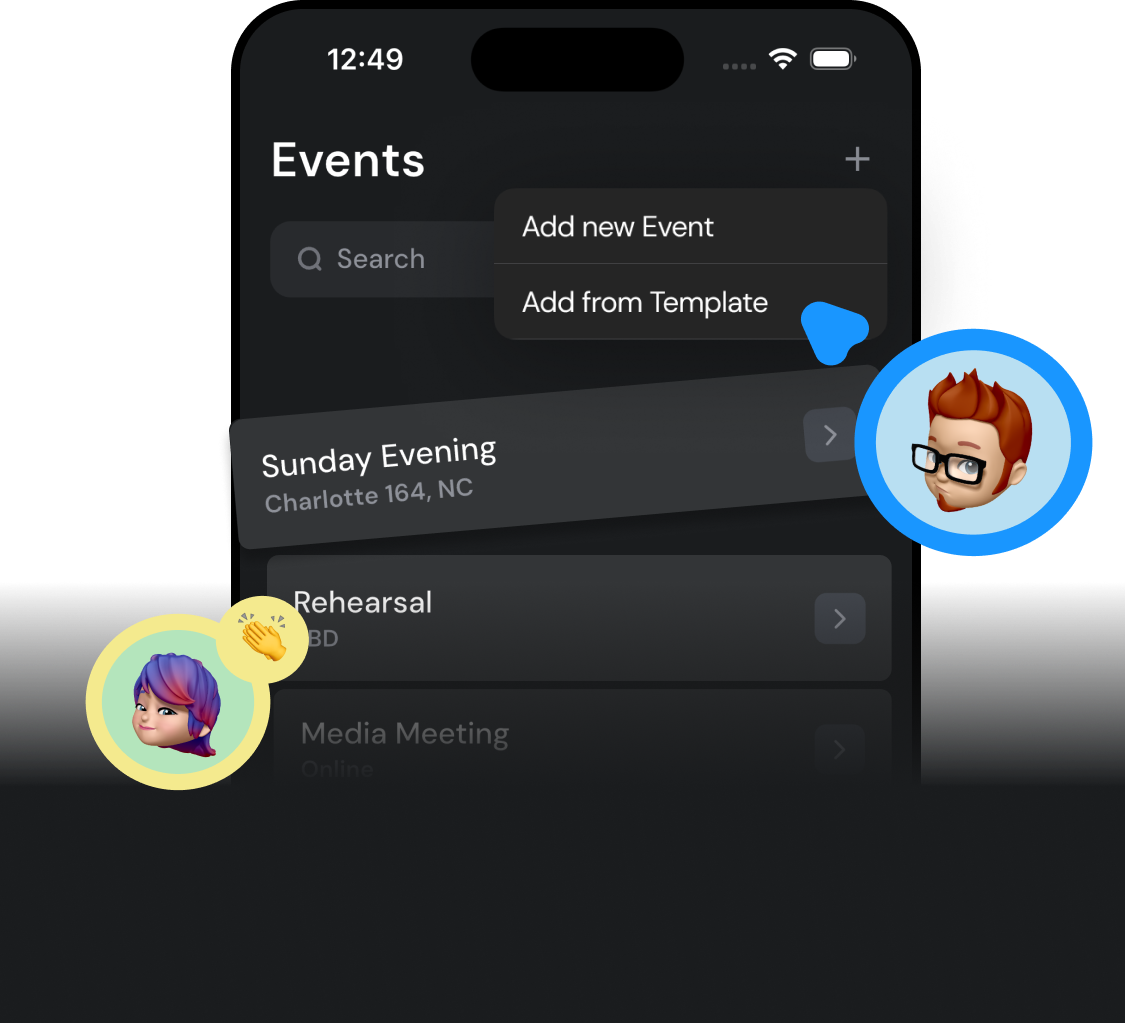 12:49
Events
Add new Event
Search
Add from Template
Sunday Evening
Charlotte 164, NC
Rehearsal
BD
Media Meeting
Online